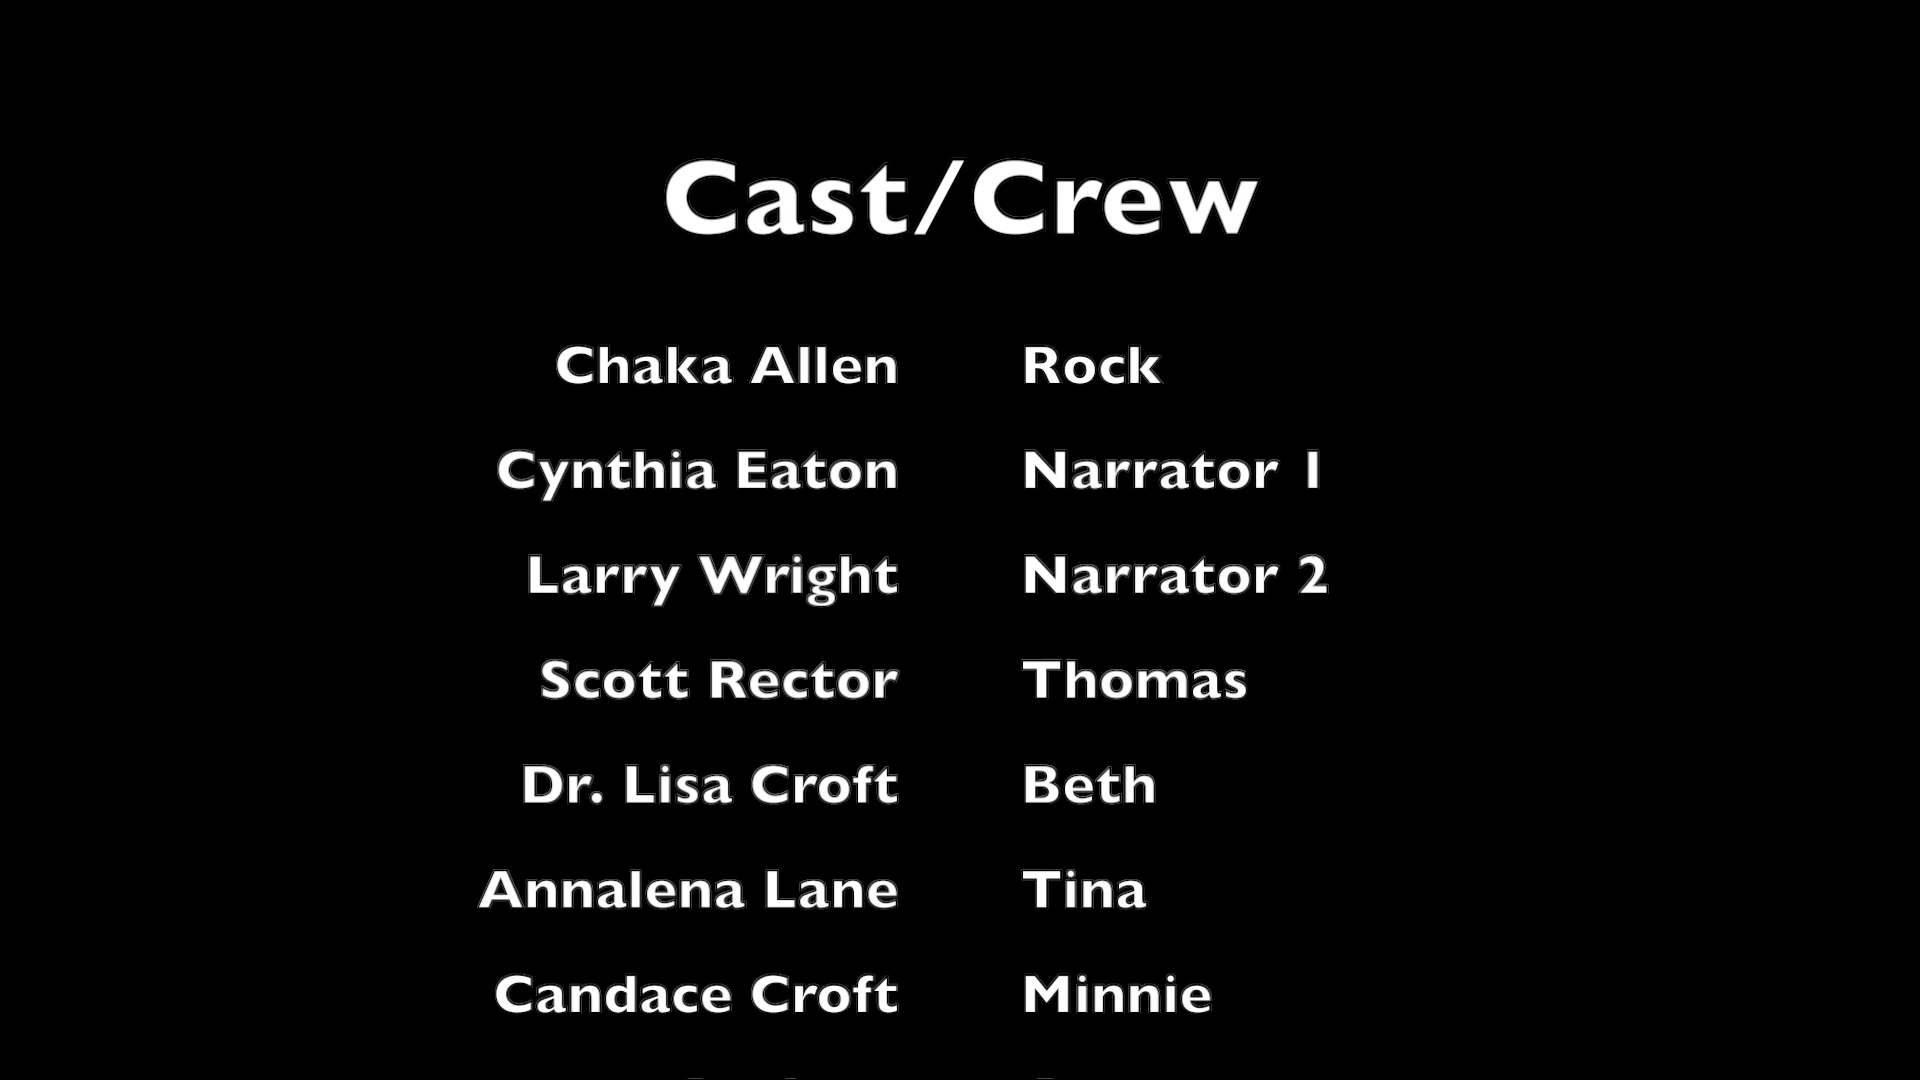 Cast/Crew
Chaka Allen Rock
Cynthia Eaton Narrator 1
Larry Wright Narrator 2
Scott Rector Thomas
Dr. Lisa Croft Beth
Annalena Lane Tina
Candace Croft Minnie